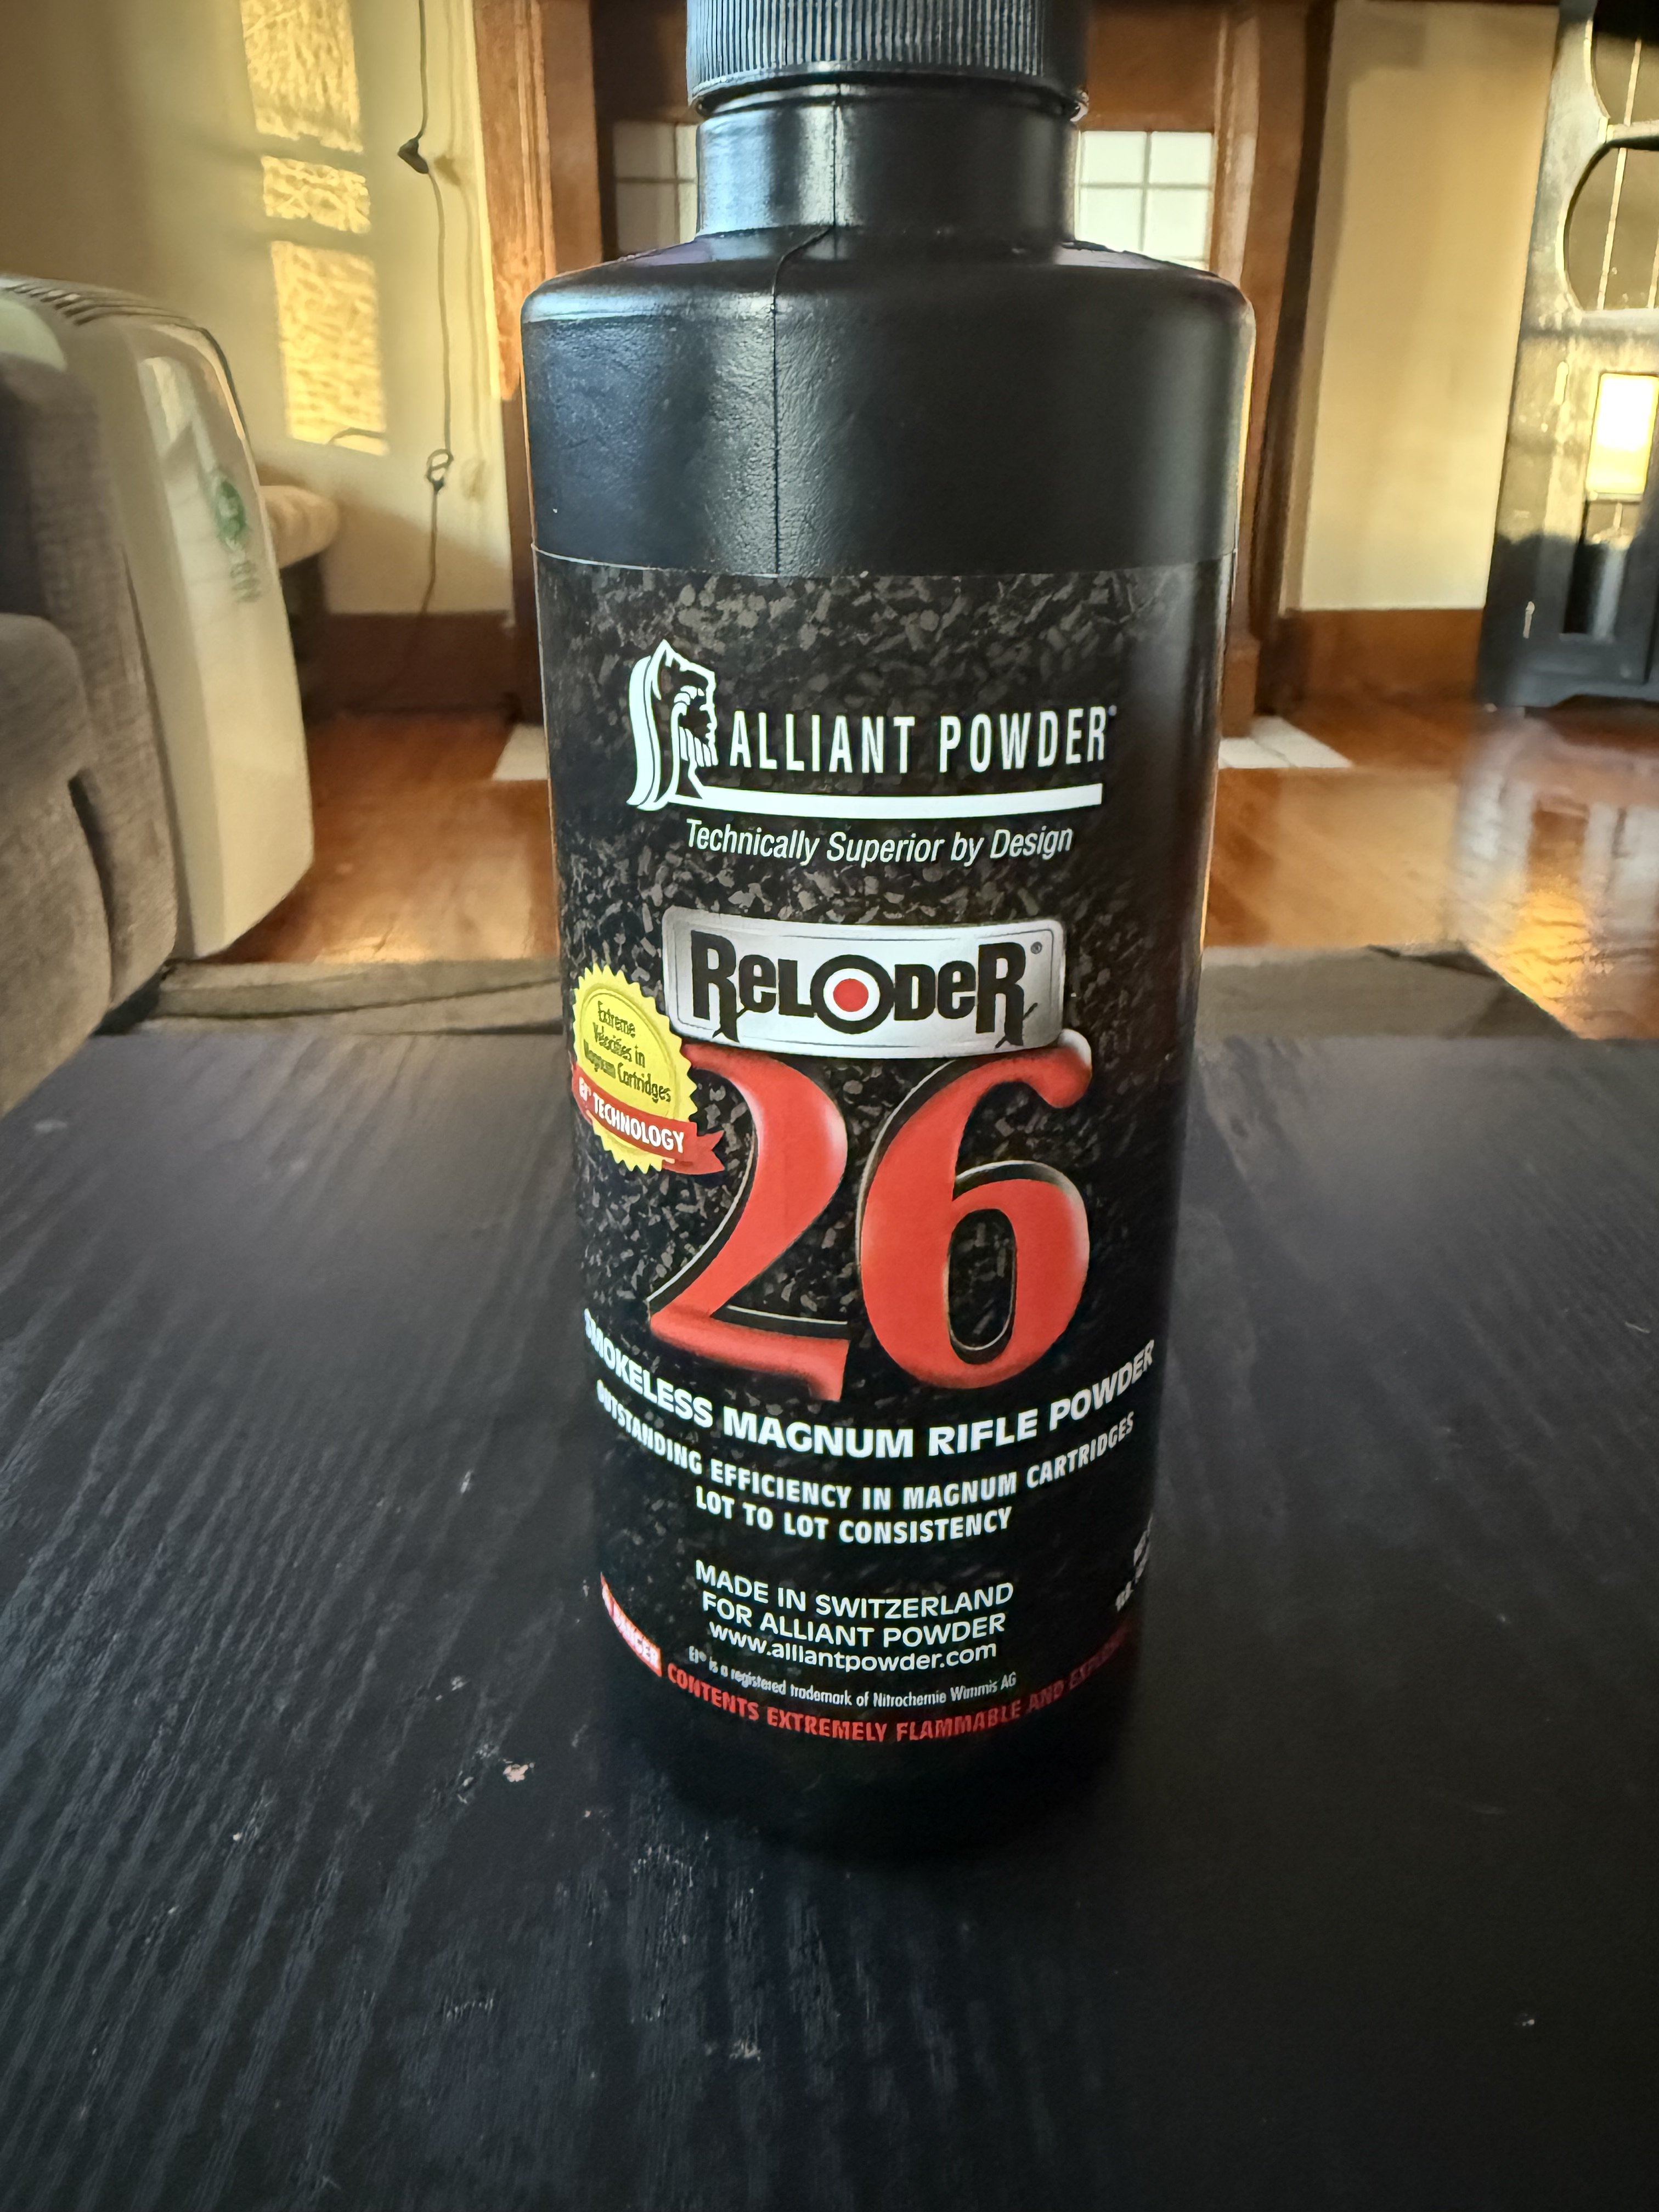 ALLIANT POWDER®
Technically Superior by Design
RELODER®
Extreme
Velocities in
Magnum Cartridges
EI® TECHNOLOGY
26
SMOKELESS MAGNUM RIFLE POWDER
OUTSTANDING EFFICIENCY IN MAGNUM CARTRIDGES
LOT TO LOT CONSISTENCY
MADE IN SWITZERLAND
FOR ALLIANT POWDER
www.alliantpowder.com
EI® is a registered trademark of Nitrochemie Wimmis AG
DANGER CONTENTS EXTREMELY FLAMMABLE AND